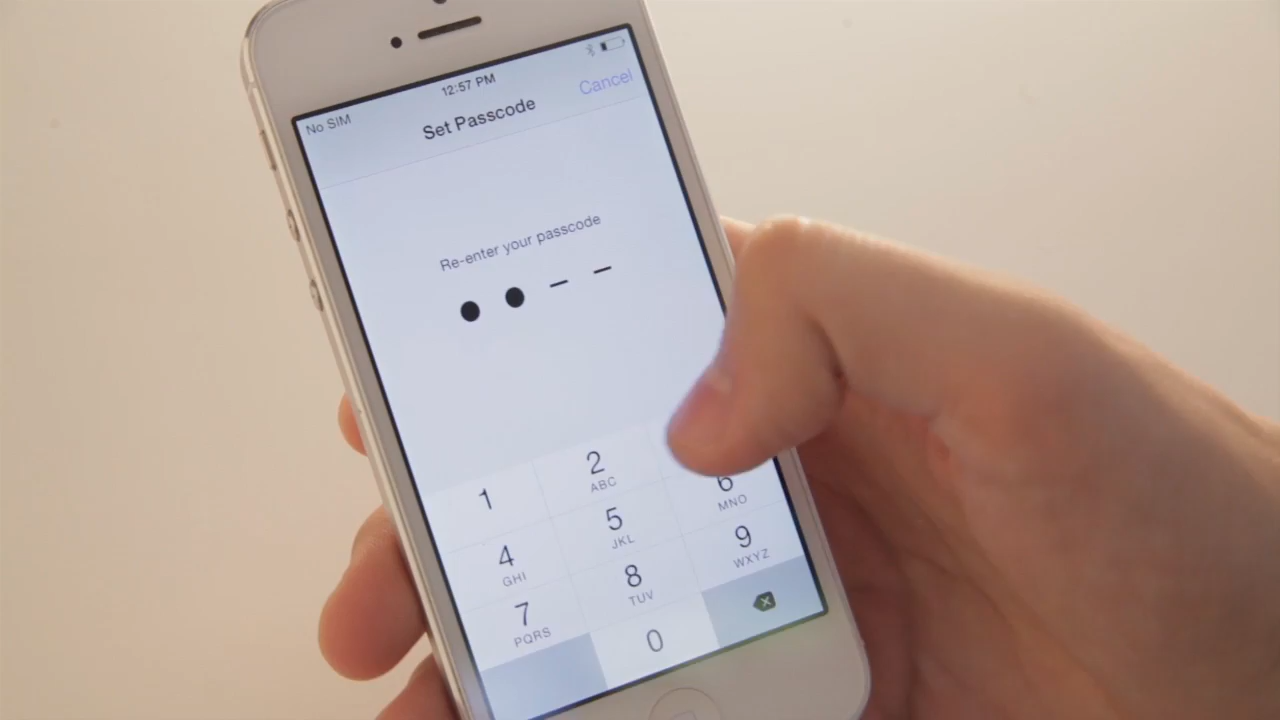 No SIM 12:57 PM
Set Passcode Cancel
Re-enter your passcode
1 2
ABC
4 5 6
GHI JKL MNO
7 8 9
PQRS TUV WXYZ
0